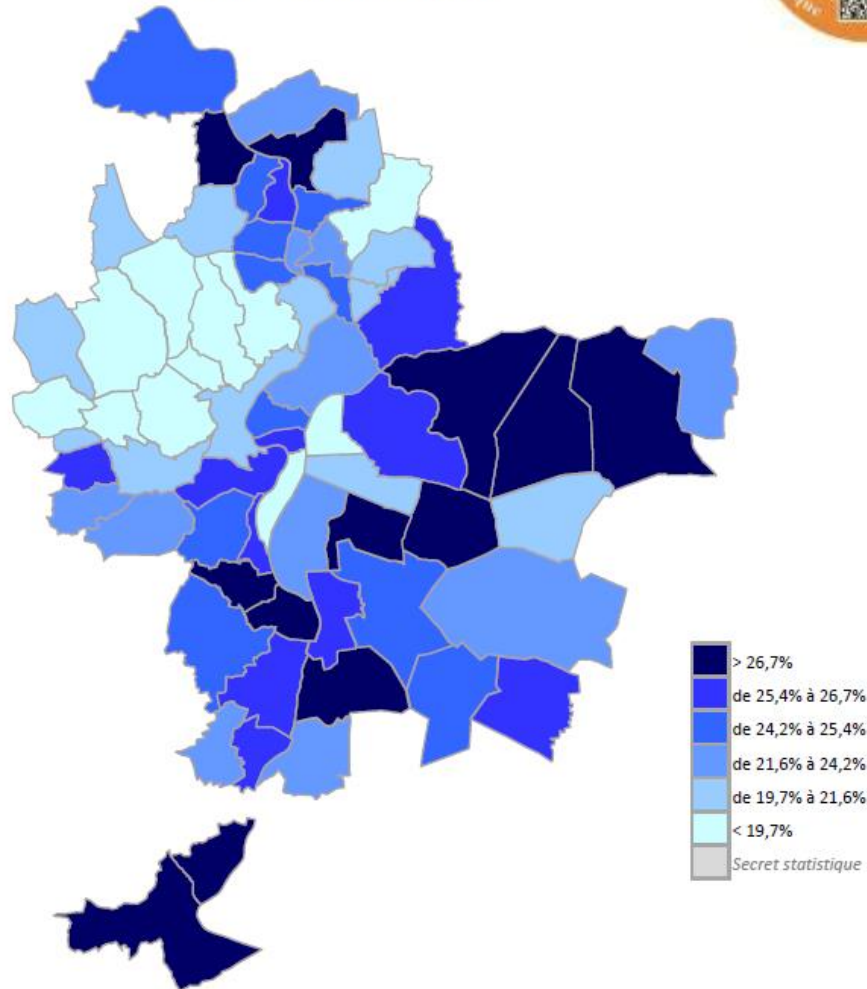 que
> 26,7%
de 25,4% à 26,7%
de 24,2% à 25,4%
de 21,6% à 24,2%
de 19,7% à 21,6%
< 19,7%
Secret statistique